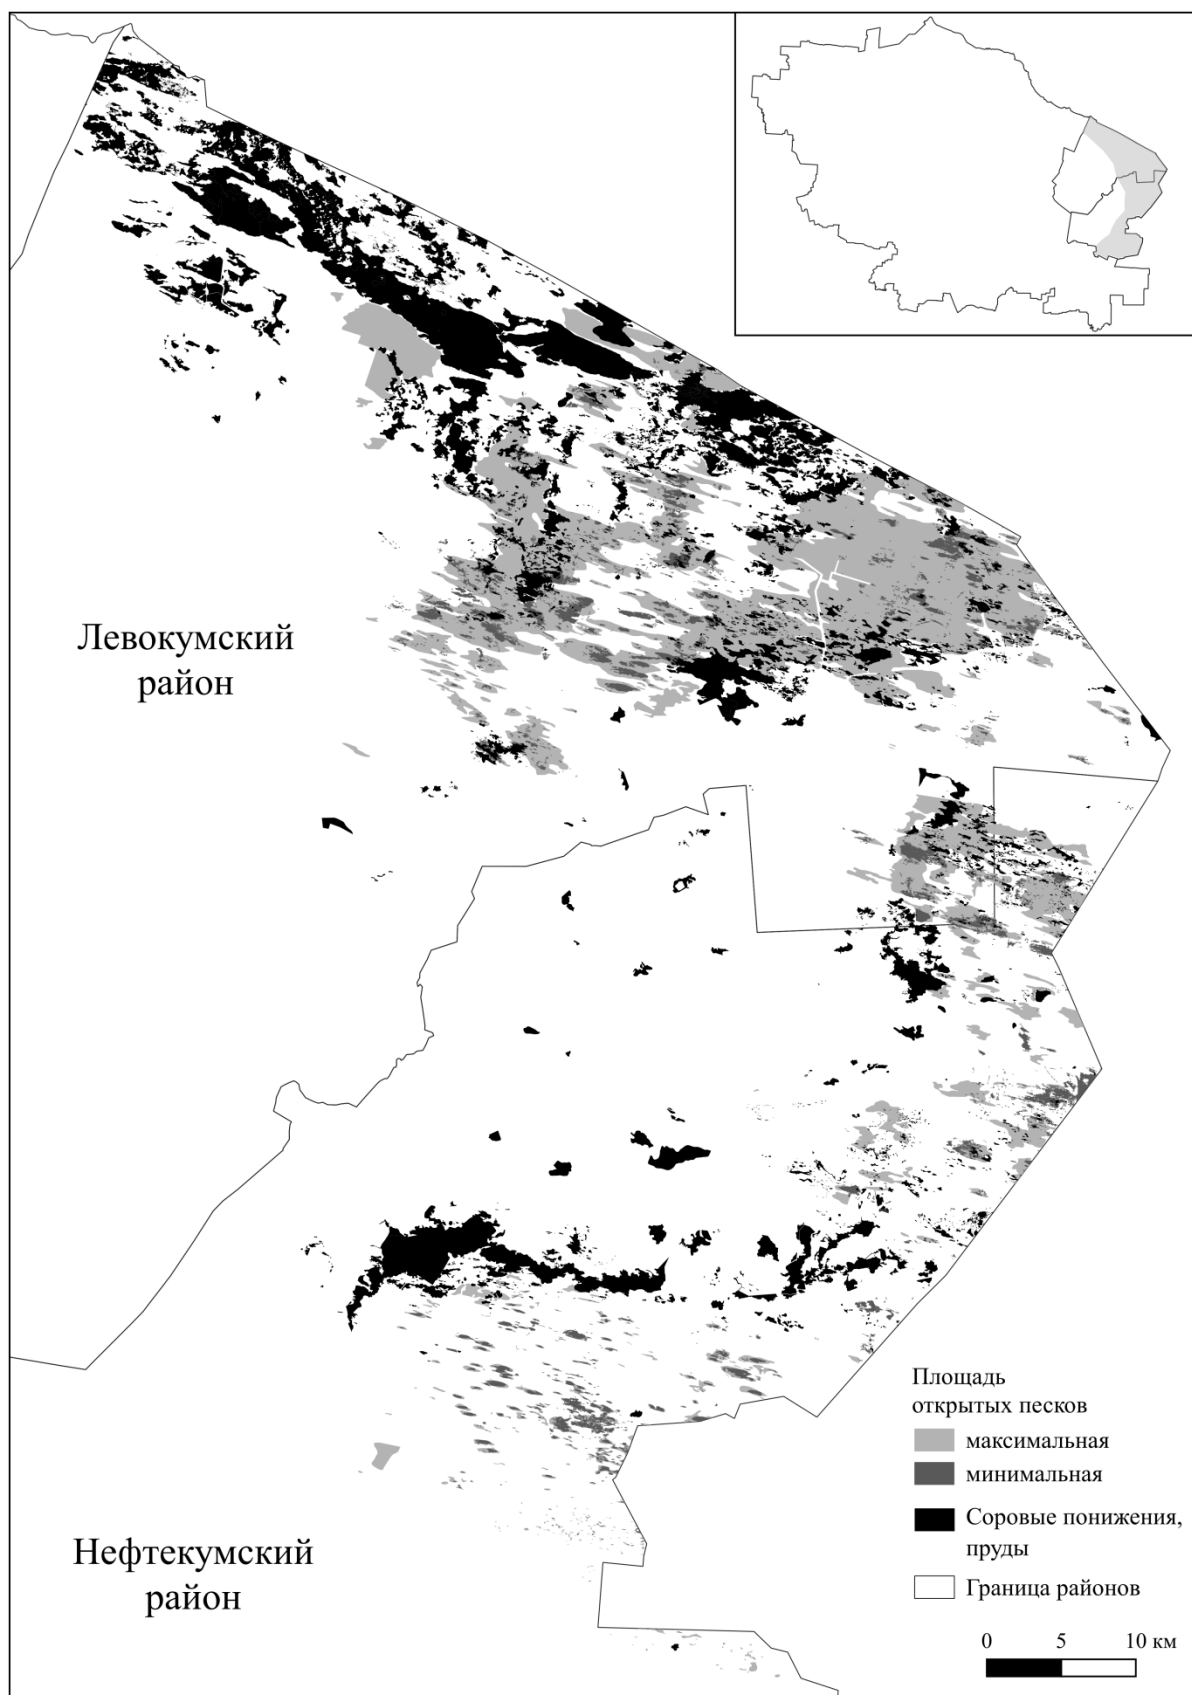 Левокумский
район
Нефтекумский
район
Площадь
открытых песков
максимальная
минимальная
Соровые понижения,
пруды
Граница районов
0 5 10 км